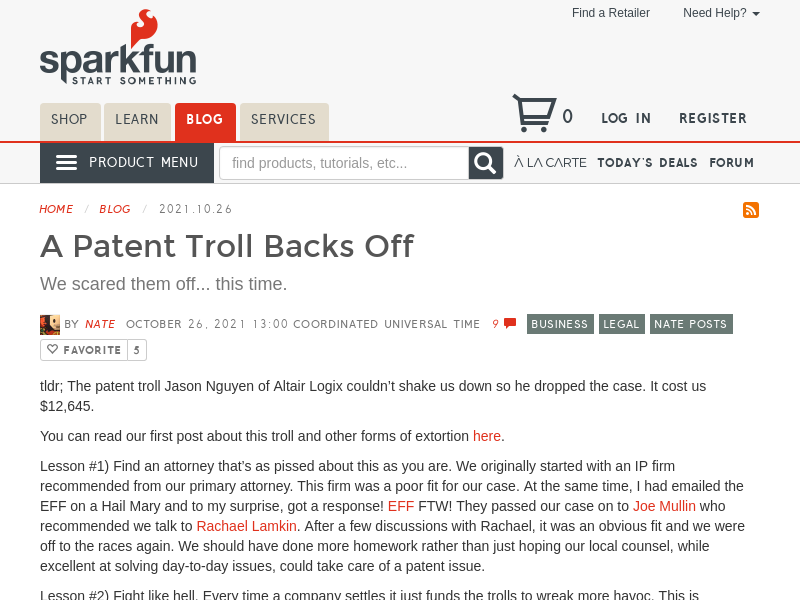 Find a Retailer Need Help?
sparkfun
START SOMETHING
SHOP LEARN BLOG SERVICES 0 LOG IN REGISTER
PRODUCT MENU find products, tutorials, etc... À LA CARTE TODAY'S DEALS FORUM
HOME / BLOG / 2021.10.26
A Patent Troll Backs Off
We scared them off... this time.
BY NATE OCTOBER 26, 2021 13:00 COORDINATED UNIVERSAL TIME 9 BUSINESS LEGAL NATE POSTS
FAVORITE 5
tldr; The patent troll Jason Nguyen of Altair Logix couldn’t shake us down so he dropped the case. It cost us
$12,645.
You can read our first post about this troll and other forms of extortion here.
Lesson #1) Find an attorney that’s as pissed about this as you are. We originally started with an IP firm
recommended from our primary attorney. This firm was a poor fit for our case. At the same time, I had emailed the
EFF on a Hail Mary and to my surprise, got a response! EFF FTW! They passed our case on to Joe Mullin who
recommended we talk to Rachael Lamkin. After a few discussions with Rachael, it was an obvious fit and we were
off to the races again. We should have done more homework rather than just hoping our local counsel, while
excellent at solving day-to-day issues, could take care of a patent issue.
Lesson #2) Fight like hell. Every time a company settles it just funds the trolls to wreak more havoc. This is